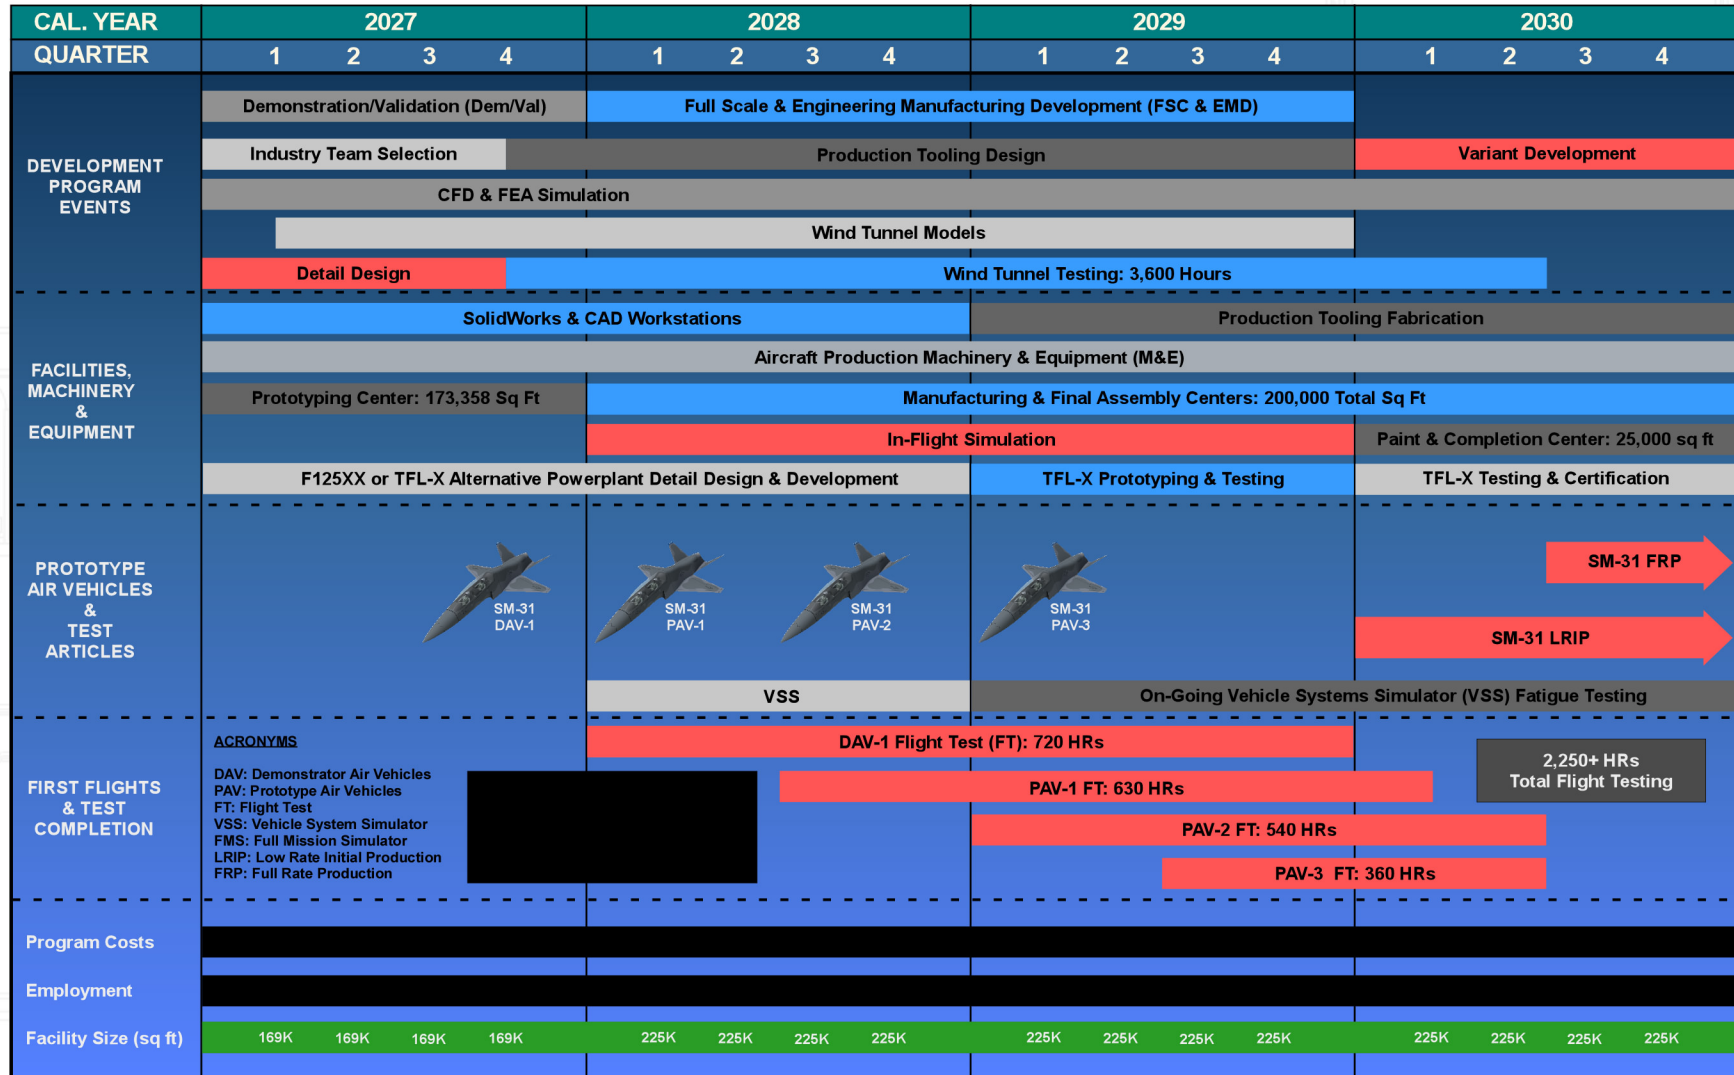 CAL. YEAR 2027 2028 2029 2030
QUARTER 1 2 3 4 1 2 3 4 1 2 3 4 1 2 3 4
DEVELOPMENT
PROGRAM
EVENTS
Demonstration/Validation (Dem/Val) Full Scale & Engineering Manufacturing Development (FSC & EMD)
Industry Team Selection Production Tooling Design Variant Development
CFD & FEA Simulation
Wind Tunnel Models
Detail Design Wind Tunnel Testing: 3,600 Hours
FACILITIES,
MACHINERY
&
EQUIPMENT
SolidWorks & CAD Workstations Production Tooling Fabrication
Aircraft Production Machinery & Equipment (M&E)
Prototyping Center: 173,358 Sq Ft Manufacturing & Final Assembly Centers: 200,000 Total Sq Ft
In-Flight Simulation Paint & Completion Center: 25,000 sq ft
F125XX or TFL-X Alternative Powerplant Detail Design & Development TFL-X Prototyping & Testing TFL-X Testing & Certification
PROTOTYPE
AIR VEHICLES
&
TEST
ARTICLES
SM-31
DAV-1
SM-31
PAV-1
SM-31
PAV-2
SM-31
PAV-3
SM-31 FRP
SM-31 LRIP
VSS On-Going Vehicle Systems Simulator (VSS) Fatigue Testing
FIRST FLIGHTS
& TEST
COMPLETION
ACRONYMS
DAV: Demonstrator Air Vehicles
PAV: Prototype Air Vehicles
FT: Flight Test
VSS: Vehicle System Simulator
FMS: Full Mission Simulator
LRIP: Low Rate Initial Production
FRP: Full Rate Production
DAV-1 Flight Test (FT): 720 HRs
PAV-1 FT: 630 HRs
PAV-2 FT: 540 HRs
PAV-3 FT: 360 HRs
2,250+ HRs
Total Flight Testing
Program Costs
Employment
Facility Size (sq ft) 169K 169K 169K 169K 225K 225K 225K 225K 225K 225K 225K 225K 225K 225K 225K 225K